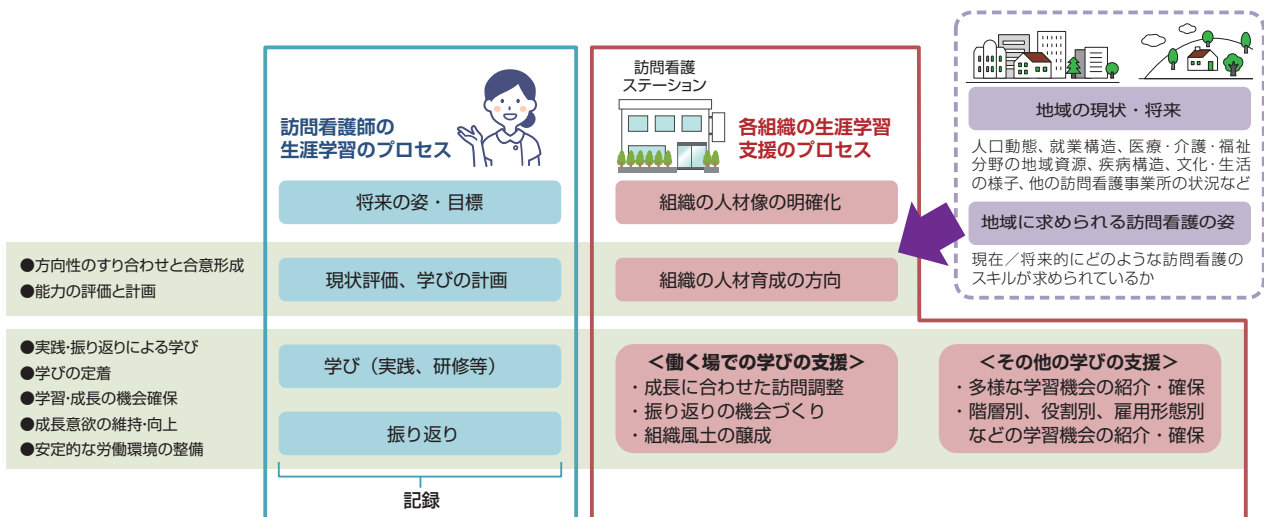 訪問看護師の
生涯学習のプロセス
将来の姿・目標
現状評価、学びの計画
学び（実践、研修等）
振り返り
記録
訪問看護
ステーション
各組織の生涯学習
支援のプロセス
組織の人材像の明確化
組織の人材育成の方向
＜働く場での学びの支援＞
・成長に合わせた訪問調整
・振り返りの機会づくり
・組織風土の醸成
＜その他の学びの支援＞
・多様な学習機会の紹介・確保
・階層別、役割別、雇用形態別
などの学習機会の紹介・確保
地域の現状・将来
人口動態、就業構造、医療・介護・福祉
分野の地域資源、疾病構造、文化・生活
の様子、他の訪問看護事業所の状況など
地域に求められる訪問看護の姿
現在／将来的にどのような訪問看護の
スキルが求められているか
●方向性のすり合わせと合意形成
●能力の評価と計画
●実践・振り返りによる学び
●学びの定着
●学習・成長の機会確保
●成長意欲の維持・向上
●安定的な労働環境の整備